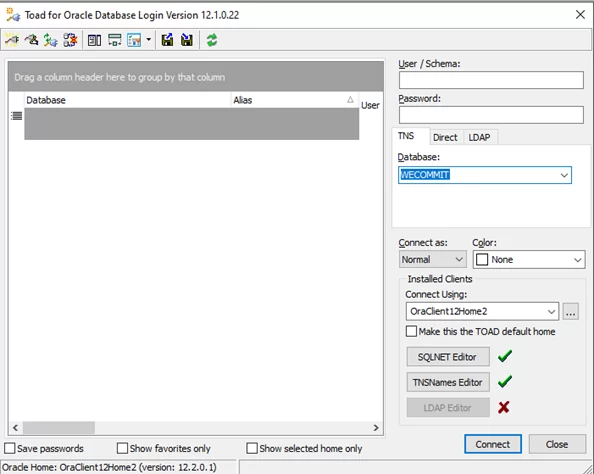 Toad for Oracle Database Login Version 12.1.0.22
Drag a column header here to group by that column
Database Alias User
User / Schema:
Password:
TNS Direct LDAP
Database:
WECOMMIT
Connect as: Color:
Normal None
Installed Clients
Connect Using:
OraClient12Home2 ...
Make this the TOAD default home
SQLNET Editor
TNSNames Editor
LDAP Editor
Save passwords Show favorites only Show selected home only
Connect Close
Oracle Home: OraClient12Home2 (version: 12.2.0.1)